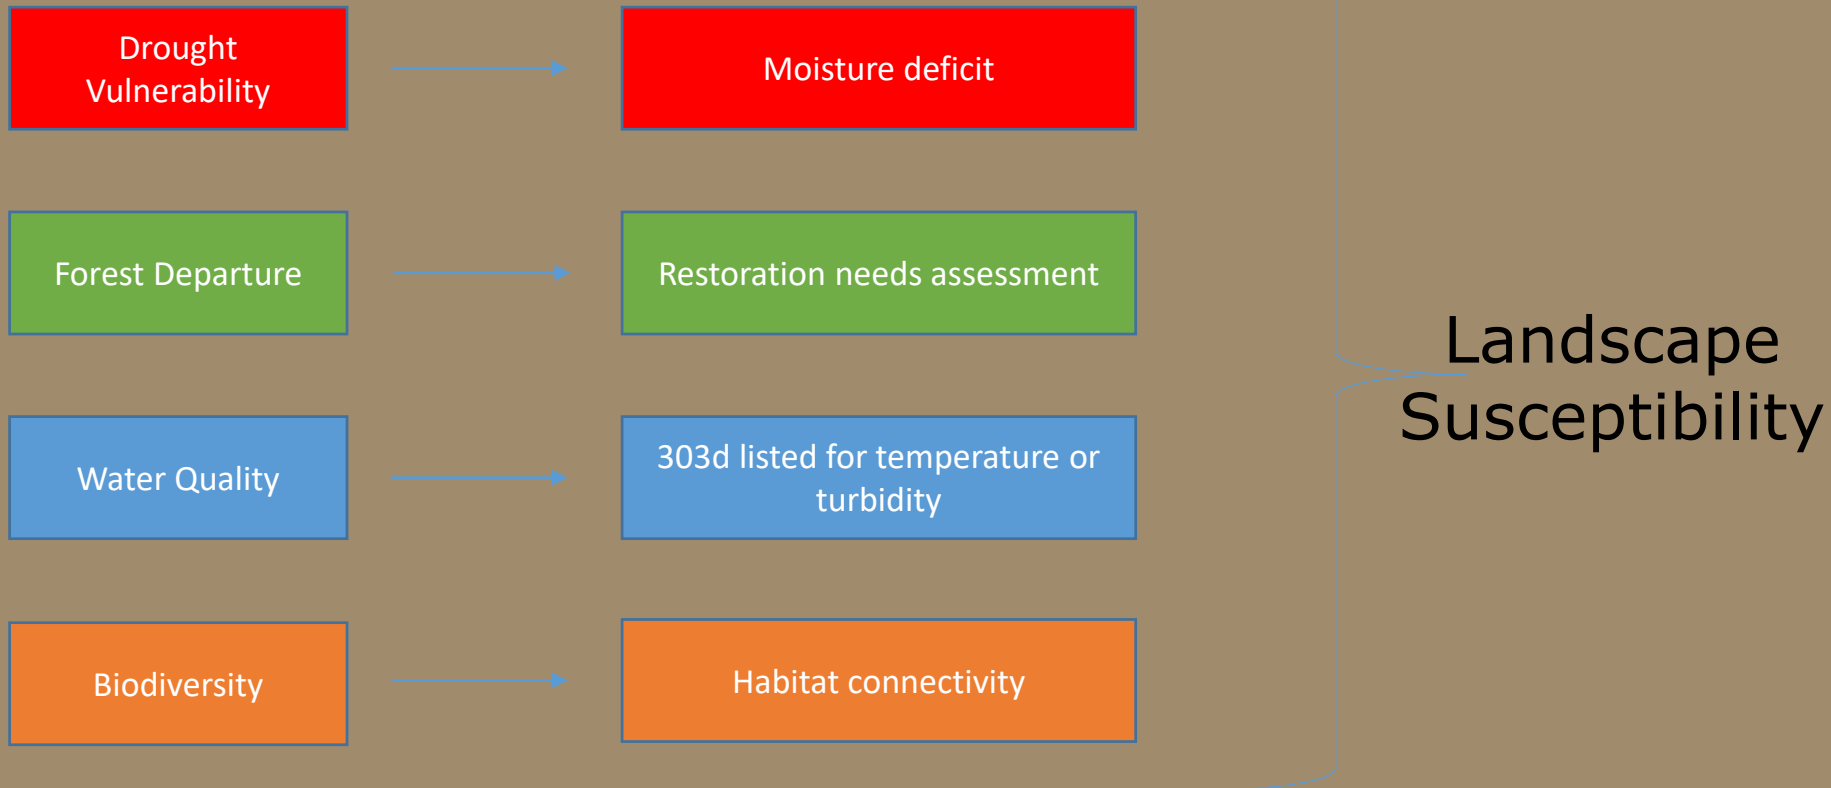 Drought
Vulnerability
Moisture deficit
Forest Departure
Restoration needs assessment
Water Quality
303d listed for temperature or
turbidity
Biodiversity
Habitat connectivity
Landscape
Susceptibility